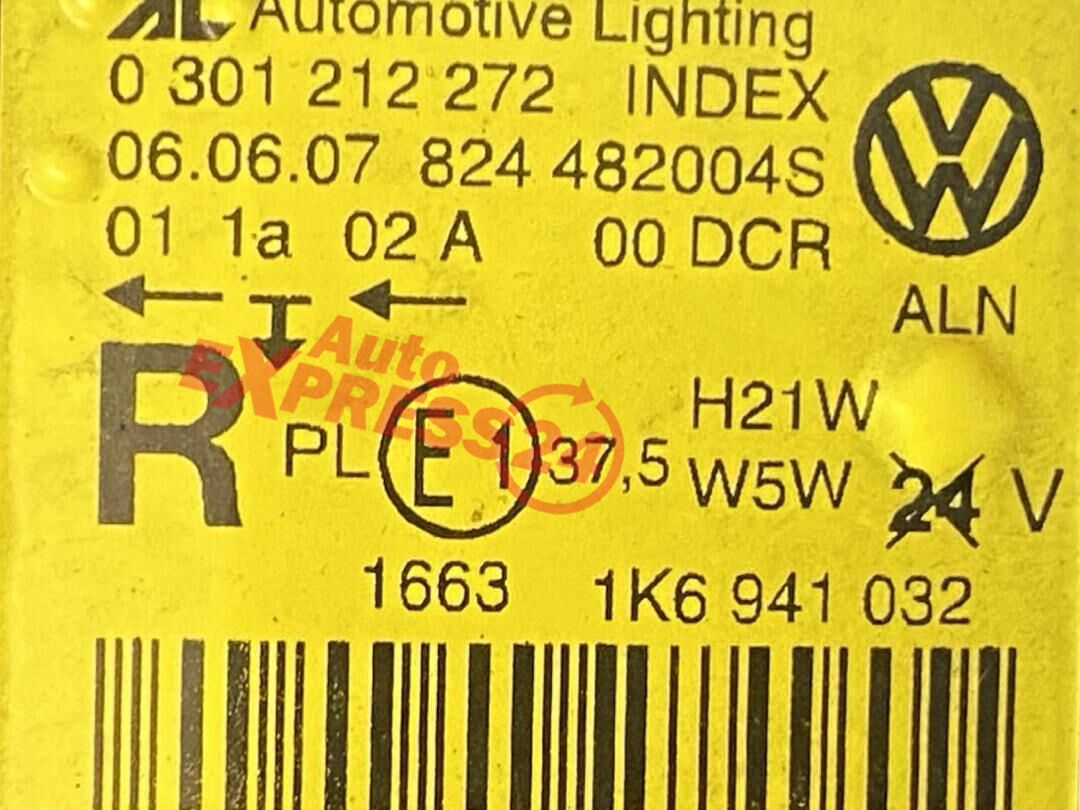 AL Automotive Lighting
0 301 212 272 INDEX
06.06.07 824 482004S
01 1a 02 A 00 DCR
ALN
R
PL E1 37,5 H21W
W5W 24 V
1663 1K6 941 032
Auto
EXPRESS24